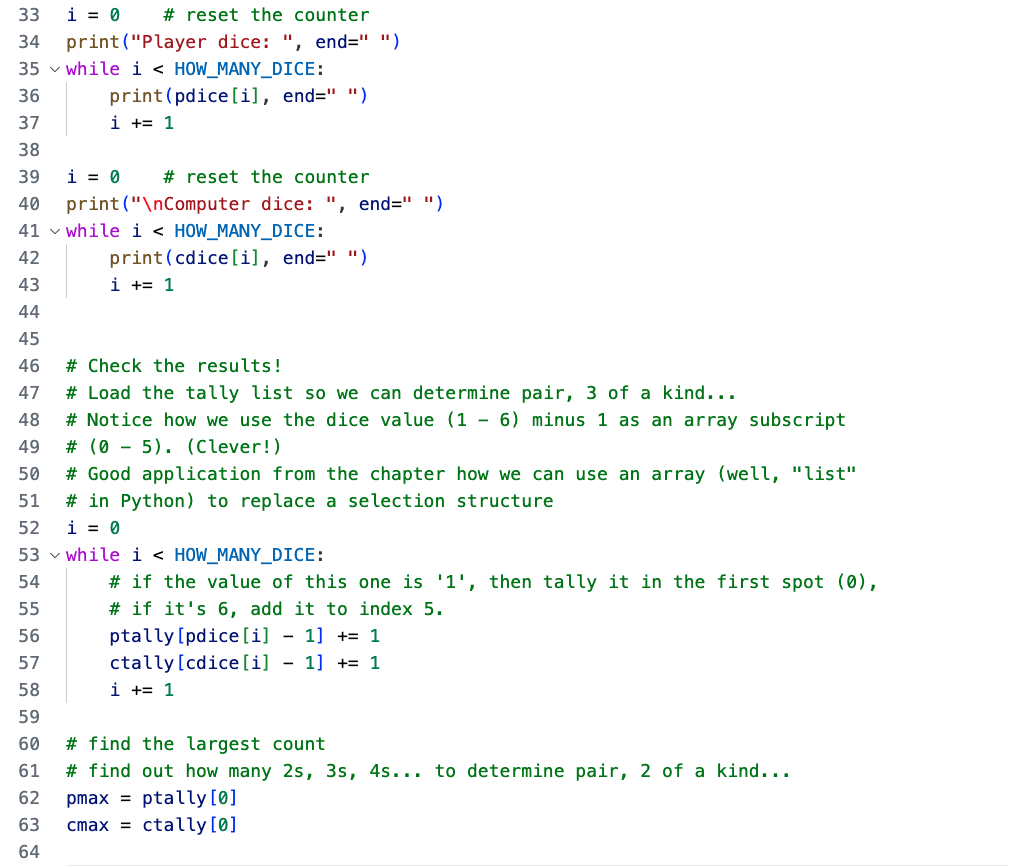 33 i = 0    # reset the counter
34 print("Player dice: ", end=" ")
35 while i < HOW_MANY_DICE:
36     print(pdice[i], end=" ")
37     i += 1
38
39 i = 0    # reset the counter
40 print("\nComputer dice: ", end=" ")
41 while i < HOW_MANY_DICE:
42     print(cdice[i], end=" ")
43     i += 1
44
45
46 # Check the results!
47 # Load the tally list so we can determine pair, 3 of a kind...
48 # Notice how we use the dice value (1 – 6) minus 1 as an array subscript
49 # (0 – 5). (Clever!)
50 # Good application from the chapter how we can use an array (well, "list"
51 # in Python) to replace a selection structure
52 i = 0
53 while i < HOW_MANY_DICE:
54     # if the value of this one is '1', then tally it in the first spot (0),
55     # if it's 6, add it to index 5.
56     ptally[pdice[i] – 1] += 1
57     ctally[cdice[i] – 1] += 1
58     i += 1
59
60 # find the largest count
61 # find out how many 2s, 3s, 4s... to determine pair, 2 of a kind...
62 pmax = ptally[0]
63 cmax = ctally[0]
64